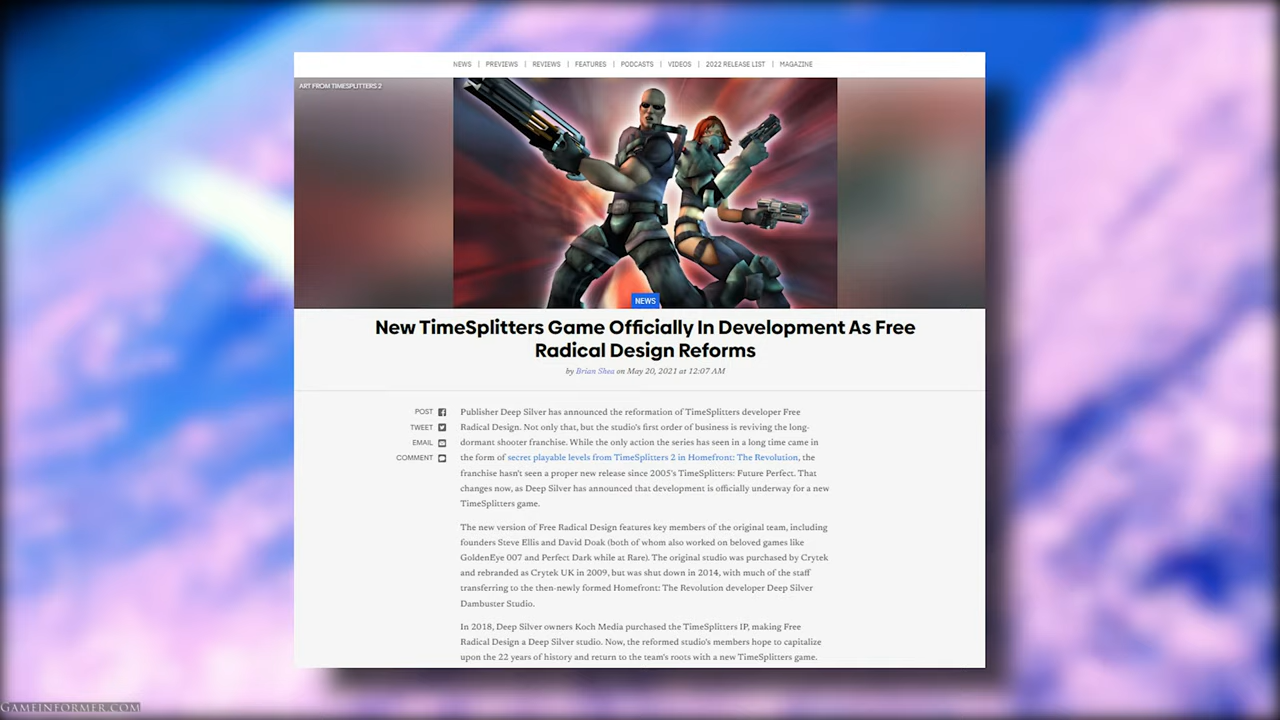 NEWS | PREVIEWS | REVIEWS | FEATURES | PODCASTS | VIDEOS | 2022 RELEASE LIST | MAGAZINE
ART FROM TIMESPLITTERS 2
NEWS
New TimeSplitters Game Officially In Development As Free
Radical Design Reforms
by Brian Shea on May 20, 2021 at 12:07 AM
POST
TWEET
EMAIL
COMMENT
Publisher Deep Silver has announced the reformation of TimeSplitters developer Free
Radical Design. Not only that, but the studio's first order of business is reviving the long-
dormant shooter franchise. While the only action the series has seen in a long time came in
the form of secret playable levels from TimeSplitters 2 in Homefront: The Revolution, the
franchise hasn't seen a proper new release since 2005's TimeSplitters: Future Perfect. That
changes now, as Deep Silver has announced that development is officially underway for a new
TimeSplitters game.
The new version of Free Radical Design features key members of the original team, including
founders Steve Ellis and David Doak (both of whom also worked on beloved games like
GoldenEye 007 and Perfect Dark while at Rare). The original studio was purchased by Crytek
and rebranded as Crytek UK in 2009, but was shut down in 2014, with much of the staff
transferring to the then-newly formed Homefront: The Revolution developer Deep Silver
Dambuster Studio.
In 2018, Deep Silver owners Koch Media purchased the TimeSplitters IP, making Free
Radical Design a Deep Silver studio. Now, the reformed studio's members hope to capitalize
upon the 22 years of history and return to the team's roots with a new TimeSplitters game.
GAMEINFORMER.COM